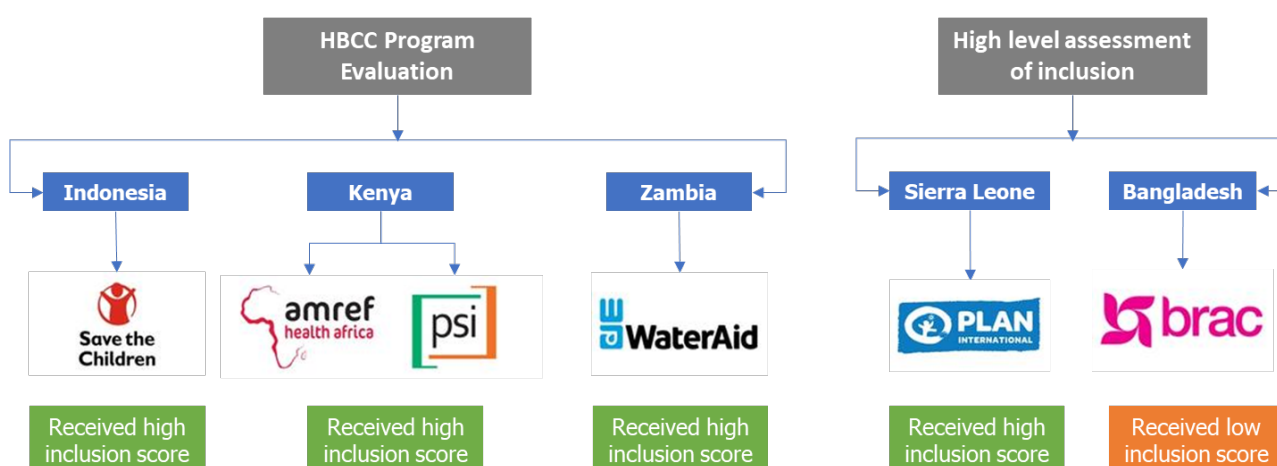 HBCC Program
Evaluation
High level assessment
of inclusion
Indonesia
Kenya
Zambia
Sierra Leone
Bangladesh
Save the
Children
amref
health africa
psi
WaterAid
PLAN
INTERNATIONAL
brac
Received high
inclusion score
Received high
inclusion score
Received high
inclusion score
Received high
inclusion score
Received low
inclusion score